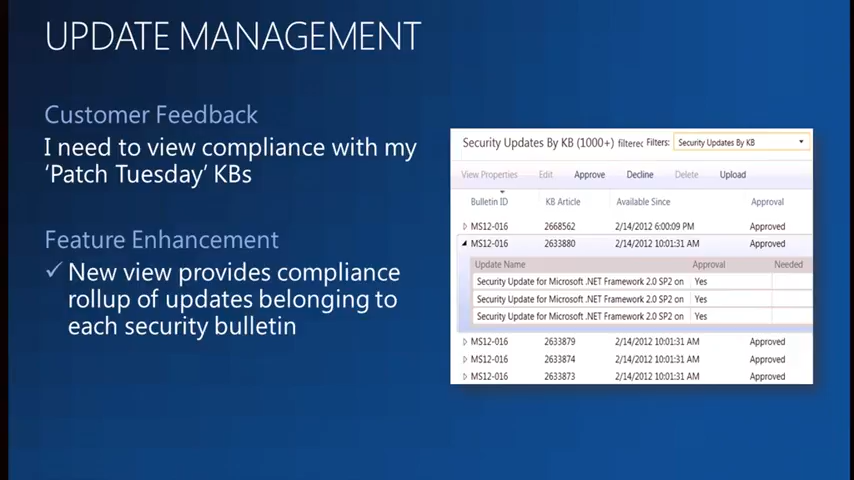 UPDATE MANAGEMENT
Customer Feedback
I need to view compliance with my
‘Patch Tuesday’ KBs
Feature Enhancement
✓ New view provides compliance
rollup of updates belonging to
each security bulletin
Security Updates By KB (1000+) filterec Filters: Security Updates By KB
View Properties Edit Approve Decline Delete Upload
Bulletin ID KB Article Available Since Approval
MS12-016 2668562 2/14/2012 6:00:09 PM Approved
MS12-016 2633880 2/14/2012 10:01:31 AM Approved
Update Name Approval Needed
Security Update for Microsoft .NET Framework 2.0 SP2 on Yes
Security Update for Microsoft .NET Framework 2.0 SP2 on Yes
Security Update for Microsoft .NET Framework 2.0 SP2 on Yes
MS12-016 2633879 2/14/2012 10:01:31 AM Approved
MS12-016 2633874 2/14/2012 10:01:31 AM Approved
MS12-016 2633873 2/14/2012 10:01:31 AM Approved